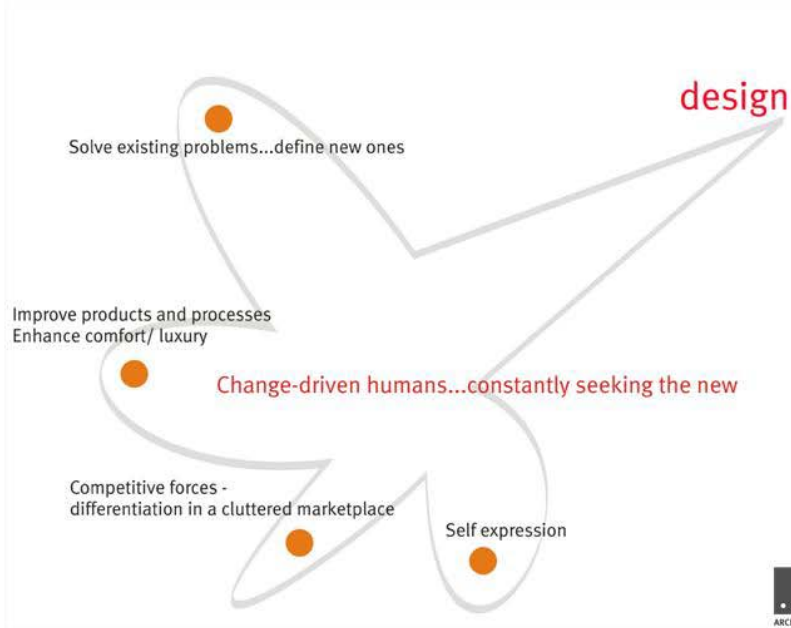 design
Solve existing problems...define new ones
Improve products and processes
Enhance comfort/ luxury
Change-driven humans...constantly seeking the new
Competitive forces -
differentiation in a cluttered marketplace
Self expression